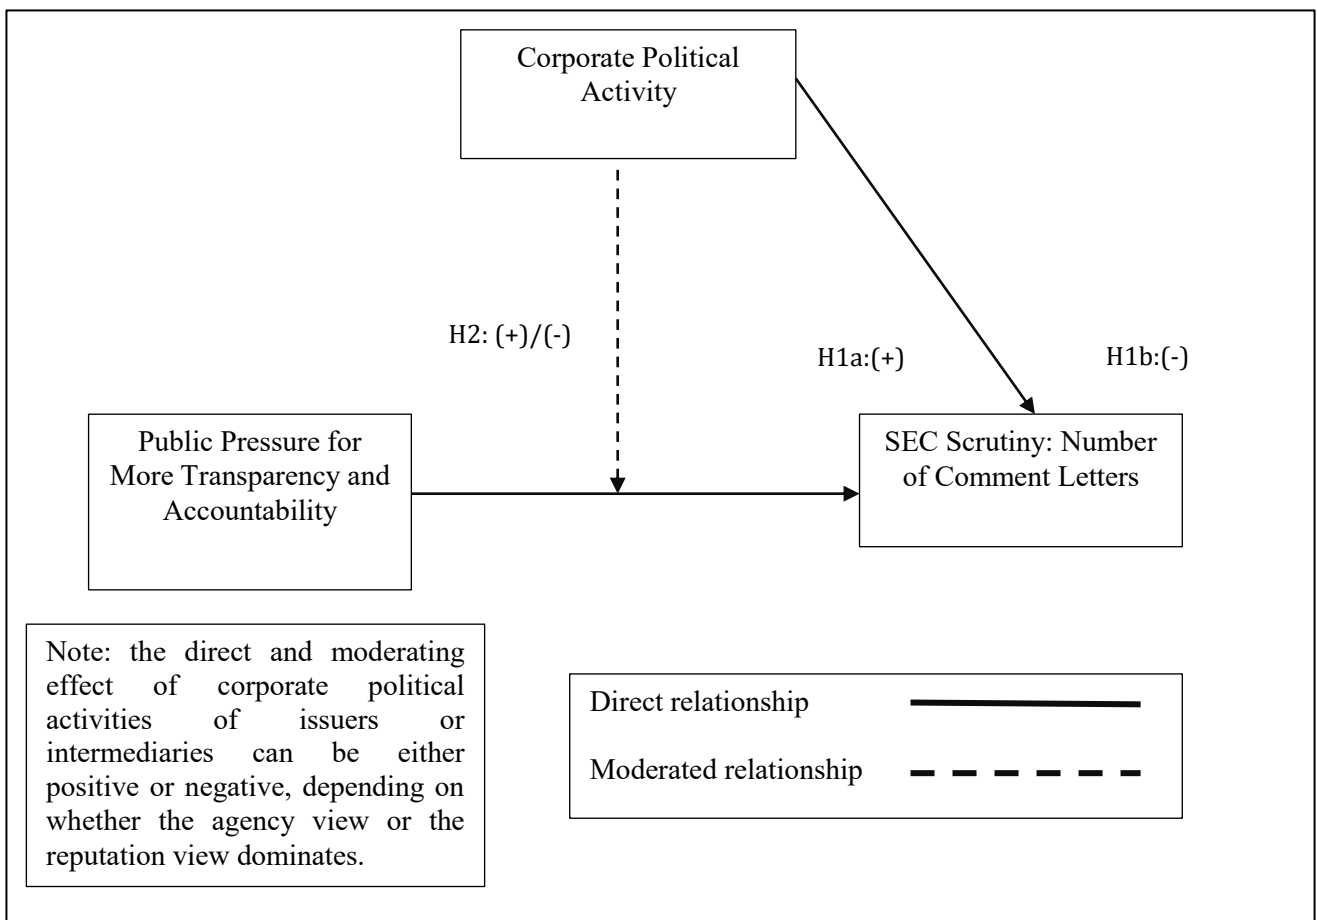 Corporate Political
Activity
H2: (+)/(-)
H1a:(+)
H1b:(-)
Public Pressure for
More Transparency and
Accountability
SEC Scrutiny: Number
of Comment Letters
Note: the direct and moderating
effect of corporate political
activities of issuers or
intermediaries can be either
positive or negative, depending on
whether the agency view or the
reputation view dominates.
Direct relationship
Moderated relationship